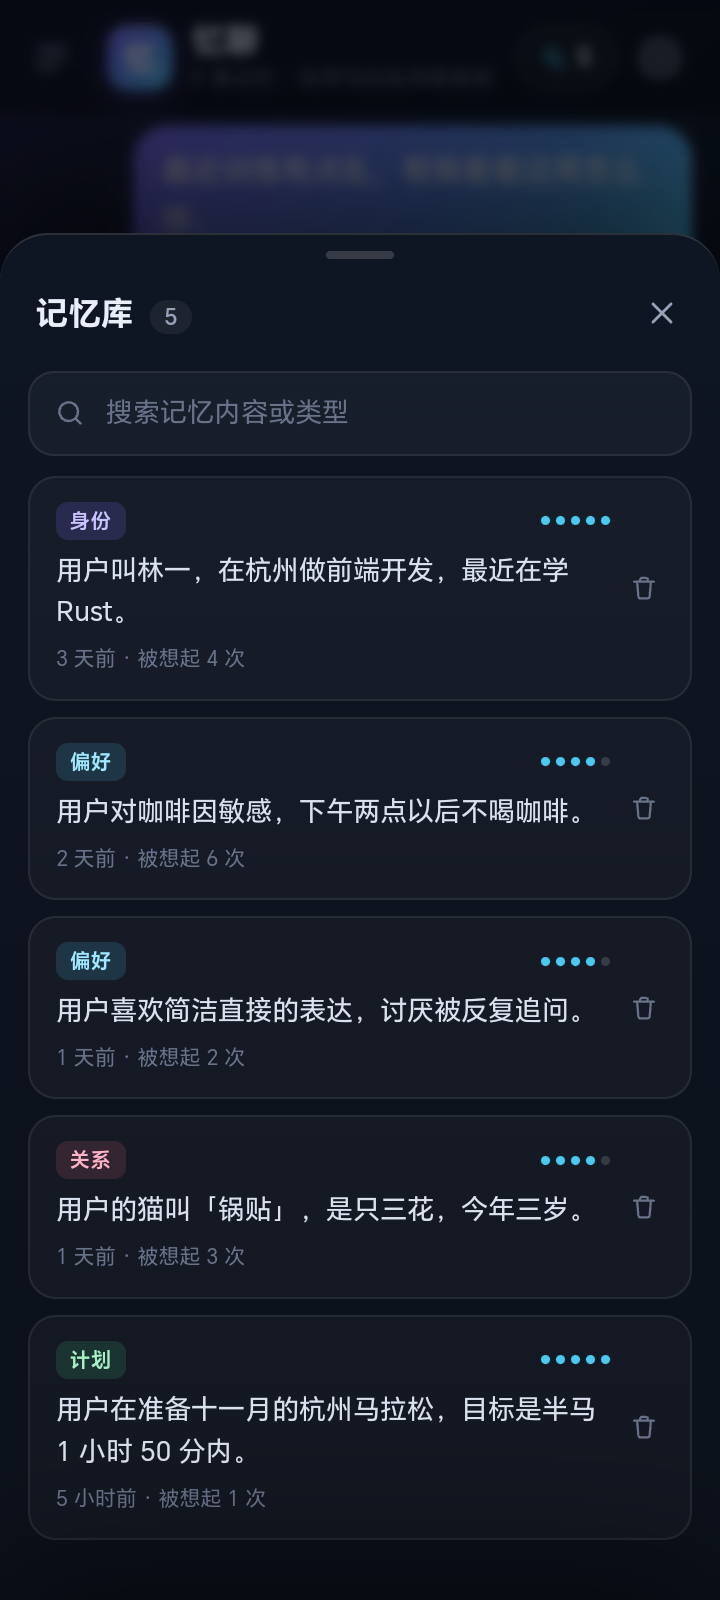 忆聊
5
记忆库 5
搜索记忆内容或类型
身份
用户叫林一，在杭州做前端开发，最近在学
Rust。
3 天前 · 被想起 4 次
偏好
用户对咖啡因敏感，下午两点以后不喝咖啡。
2 天前 · 被想起 6 次
偏好
用户喜欢简洁直接的表达，讨厌被反复追问。
1 天前 · 被想起 2 次
关系
用户的猫叫「锅贴」，是只三花，今年三岁。
1 天前 · 被想起 3 次
计划
用户在准备十一月的杭州马拉松，目标是半马
1 小时 50 分内。
5 小时前 · 被想起 1 次